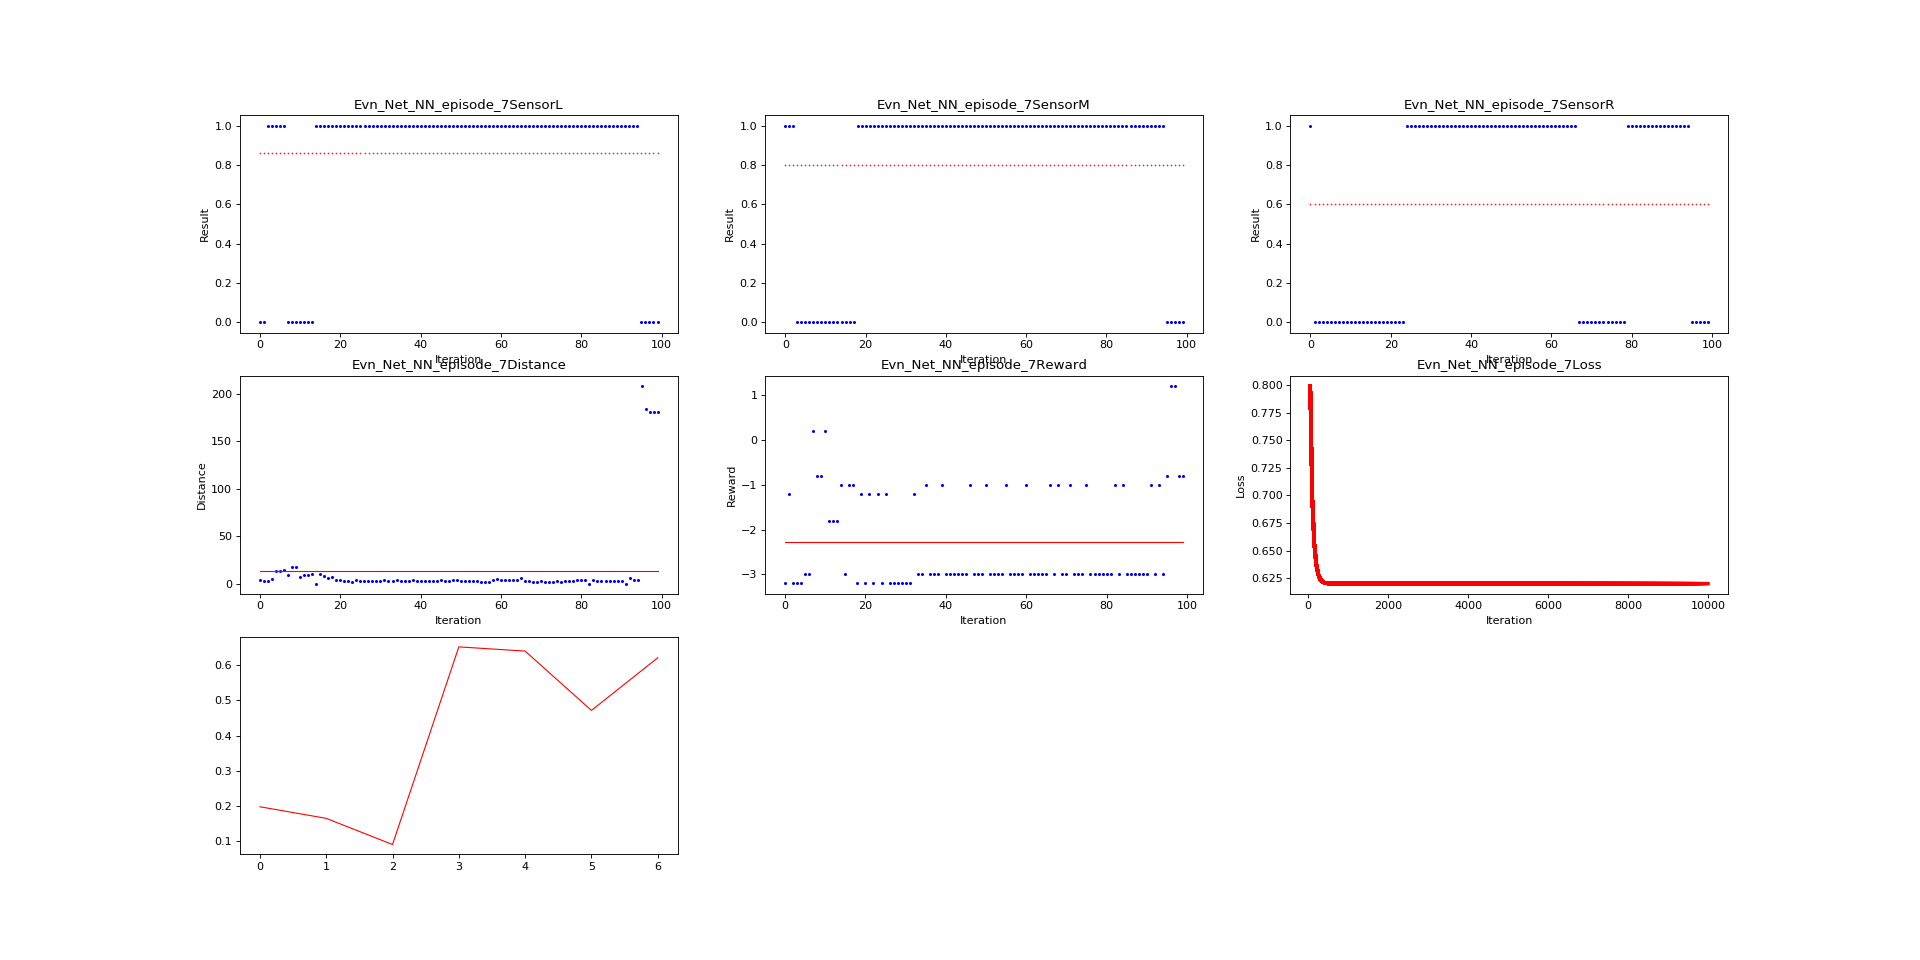 Evn_Net_NN_episode_7SensorL
Result
1.0
0.8
0.6
0.4
0.2
0.0
0 20 40 60 80 100
Iteration
Evn_Net_NN_episode_7SensorM
Result
1.0
0.8
0.6
0.4
0.2
0.0
0 20 40 60 80 100
Iteration
Evn_Net_NN_episode_7SensorR
Result
1.0
0.8
0.6
0.4
0.2
0.0
0 20 40 60 80 100
Iteration
Evn_Net_NN_episode_7Distance
Distance
200
150
100
50
0
0 20 40 60 80 100
Iteration
Evn_Net_NN_episode_7Reward
Reward
1
0
−1
−2
−3
0 20 40 60 80 100
Iteration
Evn_Net_NN_episode_7Loss
Loss
0.800
0.775
0.750
0.725
0.700
0.675
0.650
0.625
0 2000 4000 6000 8000 10000
Iteration
0.6
0.5
0.4
0.3
0.2
0.1
0 1 2 3 4 5 6